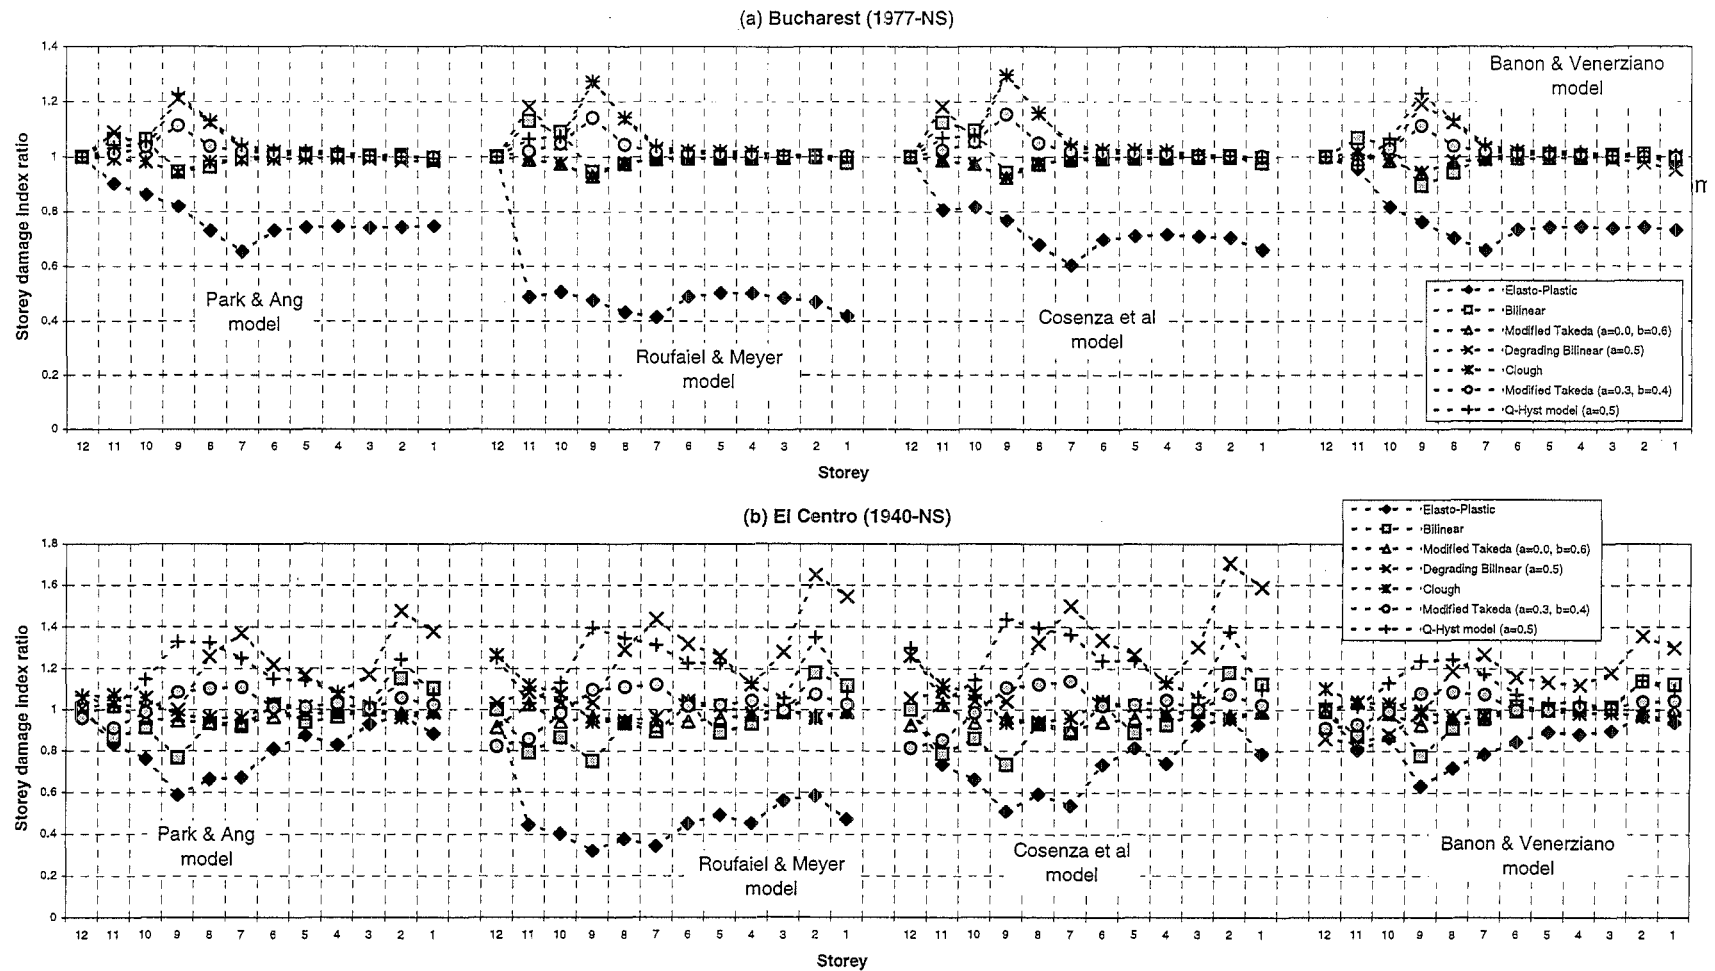 (a) Bucharest (1977-NS)
Storey damage index ratio
1.4
1.2
1
0.8
0.6
0.4
0.2
0
Park & Ang
model
Roufaiel & Meyer
model
Cosenza et al
model
Banon & Venerziano
model
Elasto-Plastic
Bilinear
Modified Takeda (a=0.0, b=0.6)
Degrading Bilinear (a=0.5)
Clough
Modified Takeda (a=0.3, b=0.4)
Q-Hyst model (a=0.5)
12 11 10 9 8 7 6 5 4 3 2 1 12 11 10 9 8 7 6 5 4 3 2 1 12 11 10 9 8 7 6 5 4 3 2 1 12 11 10 9 8 7 6 5 4 3 2 1
Storey
(b) El Centro (1940-NS)
Storey damage index ratio
1.8
1.6
1.4
1.2
1
0.8
0.6
0.4
0.2
0
Elasto-Plastic
Bilinear
Modified Takeda (a=0.0, b=0.6)
Degrading Bilinear (a=0.5)
Clough
Modified Takeda (a=0.3, b=0.4)
Q-Hyst model (a=0.5)
Park & Ang
model
Roufaiel & Meyer
model
Cosenza et al
model
Banon & Venerziano
model
12 11 10 9 8 7 6 5 4 3 2 1 12 11 10 9 8 7 6 5 4 3 2 1 12 11 10 9 8 7 6 5 4 3 2 1 12 11 10 9 8 7 6 5 4 3 2 1
Storey